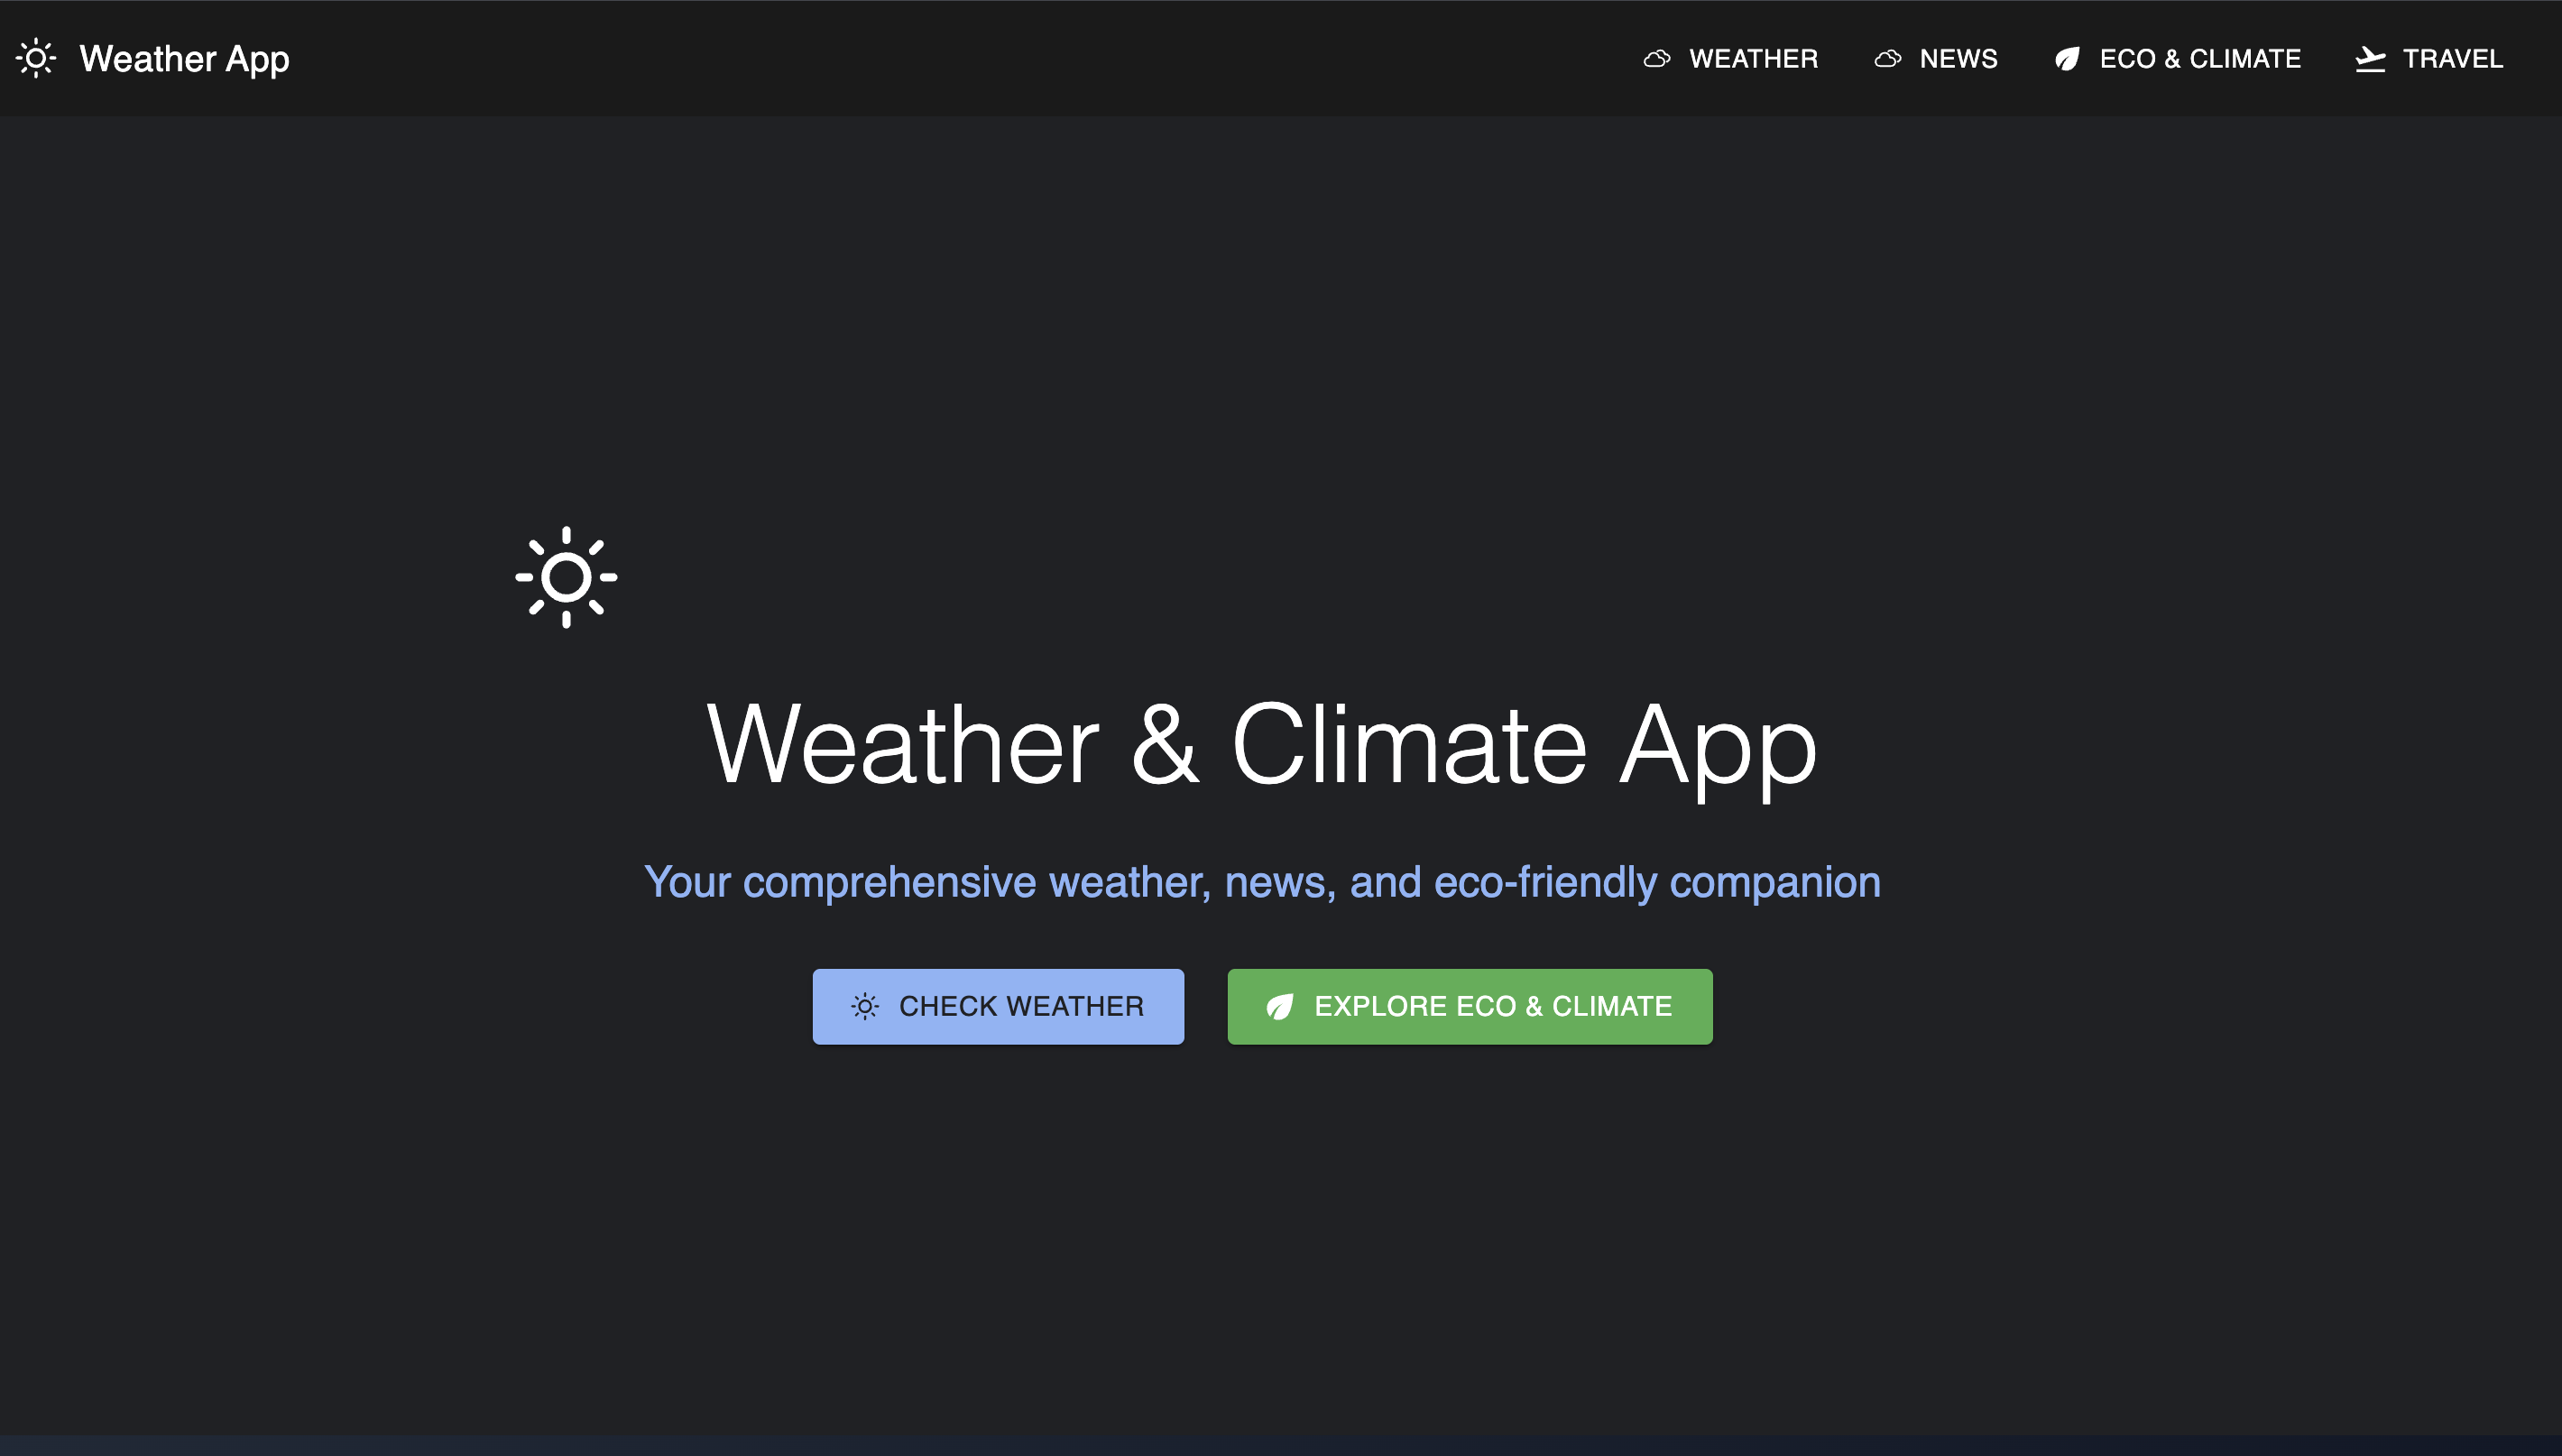 Weather App
WEATHER
NEWS
ECO & CLIMATE
TRAVEL
Weather & Climate App
Your comprehensive weather, news, and eco-friendly companion
CHECK WEATHER
EXPLORE ECO & CLIMATE